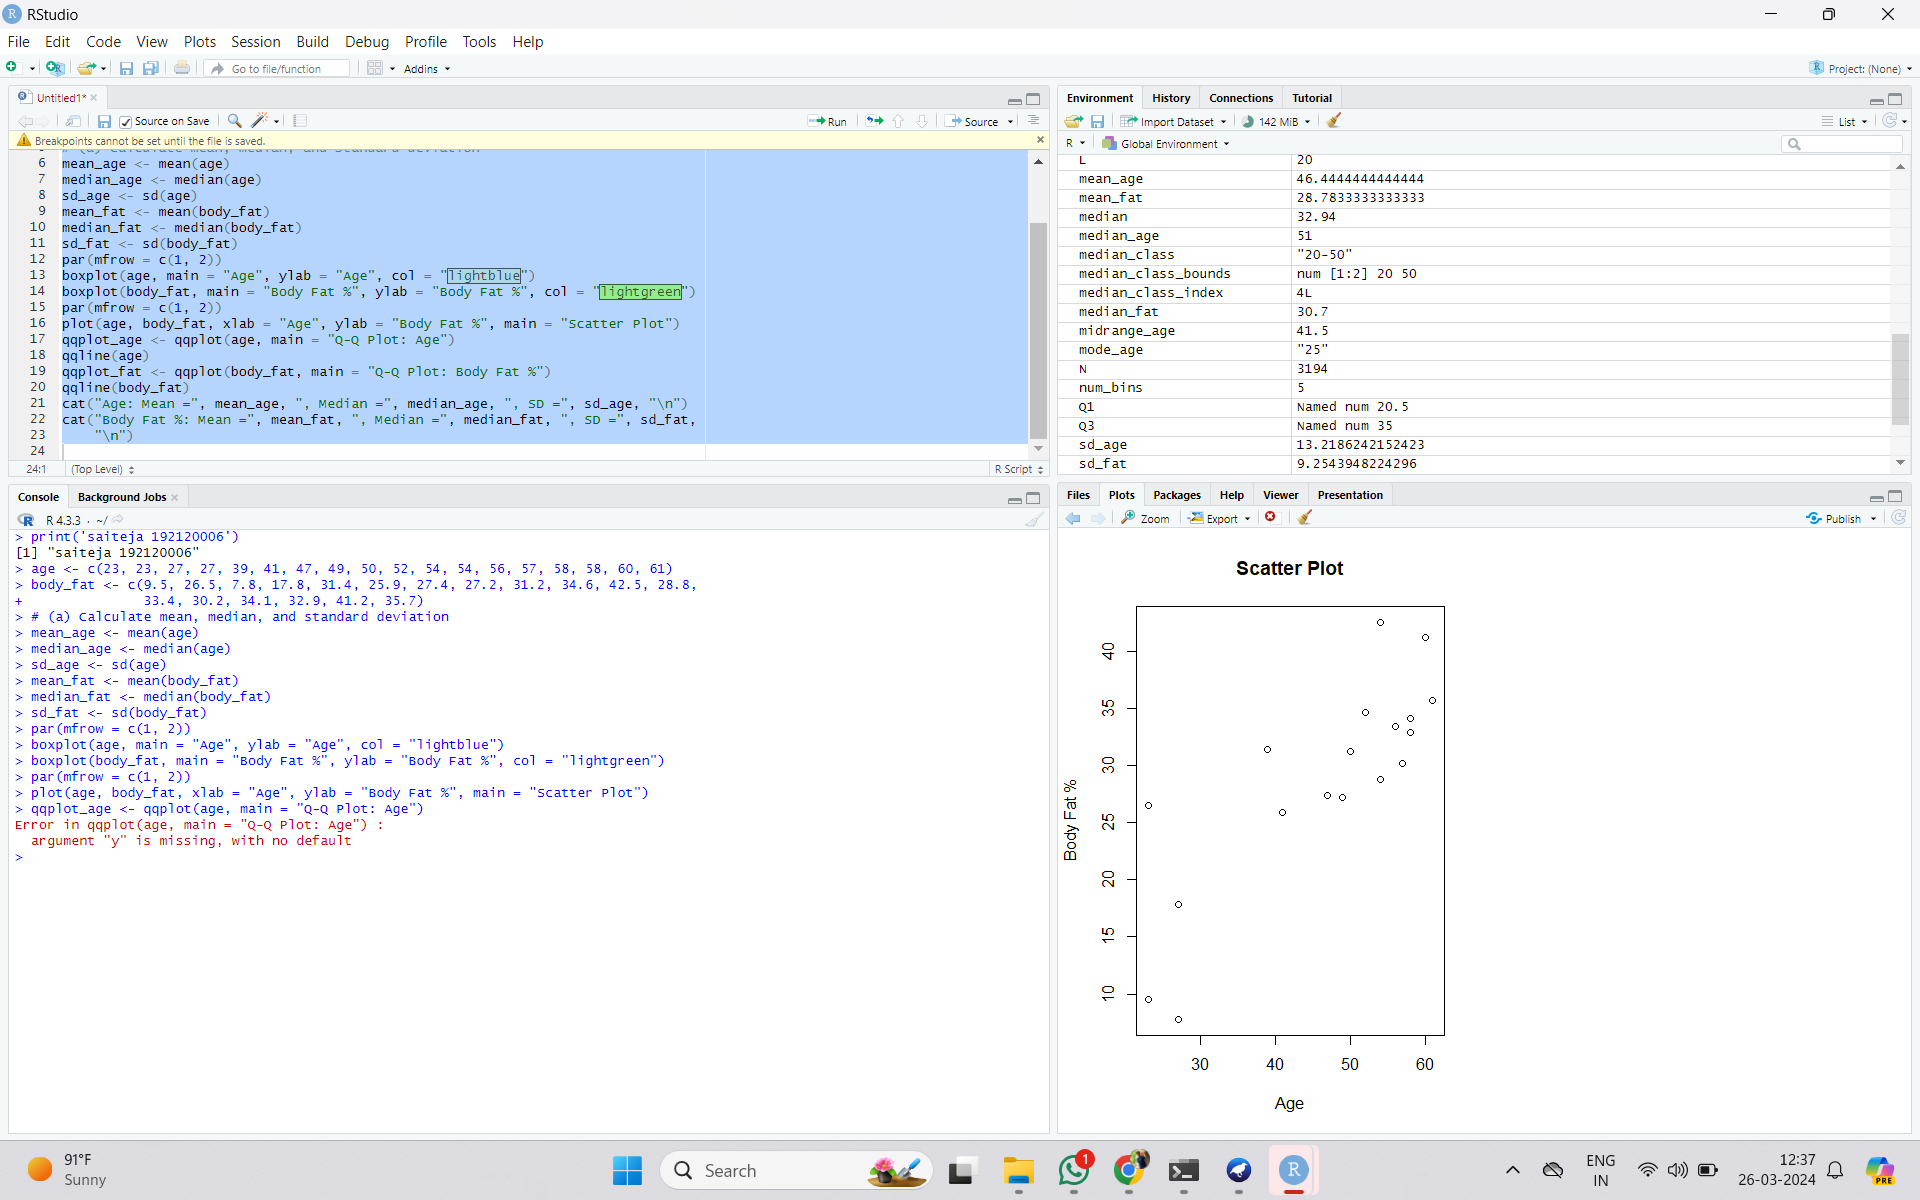 RStudio
File Edit Code View Plots Session Build Debug Profile Tools Help
Go to file/function Addins Project: (None)
Untitled1*
Source on Save Run Source
Breakpoints cannot be set until the file is saved.
5 # (a) Calculate mean, median, and standard deviation
6 mean_age <- mean(age)
7 median_age <- median(age)
8 sd_age <- sd(age)
9 mean_fat <- mean(body_fat)
10 median_fat <- median(body_fat)
11 sd_fat <- sd(body_fat)
12 par(mfrow = c(1, 2))
13 boxplot(age, main = "Age", ylab = "Age", col = "lightblue")
14 boxplot(body_fat, main = "Body Fat %", ylab = "Body Fat %", col = "lightgreen")
15 par(mfrow = c(1, 2))
16 plot(age, body_fat, xlab = "Age", ylab = "Body Fat %", main = "Scatter Plot")
17 qqplot_age <- qqplot(age, main = "Q-Q Plot: Age")
18 qqline(age)
19 qqplot_fat <- qqplot(body_fat, main = "Q-Q Plot: Body Fat %")
20 qqline(body_fat)
21 cat("Age: Mean =", mean_age, ", Median =", median_age, ", SD =", sd_age, "\n")
22 cat("Body Fat %: Mean =", mean_fat, ", Median =", median_fat, ", SD =", sd_fat,
23 "\n")
24
24:1 (Top Level) R Script
Console Background Jobs
R 4.3.3 · ~/
> print('saiteja 192120006')
[1] "saiteja 192120006"
> age <- c(23, 23, 27, 27, 39, 41, 47, 49, 50, 52, 54, 54, 56, 57, 58, 58, 60, 61)
> body_fat <- c(9.5, 26.5, 7.8, 17.8, 31.4, 25.9, 27.4, 27.2, 31.2, 34.6, 42.5, 28.8,
+ 33.4, 30.2, 34.1, 32.9, 41.2, 35.7)
> # (a) Calculate mean, median, and standard deviation
> mean_age <- mean(age)
> median_age <- median(age)
> sd_age <- sd(age)
> mean_fat <- mean(body_fat)
> median_fat <- median(body_fat)
> sd_fat <- sd(body_fat)
> par(mfrow = c(1, 2))
> boxplot(age, main = "Age", ylab = "Age", col = "lightblue")
> boxplot(body_fat, main = "Body Fat %", ylab = "Body Fat %", col = "lightgreen")
> par(mfrow = c(1, 2))
> plot(age, body_fat, xlab = "Age", ylab = "Body Fat %", main = "Scatter Plot")
> qqplot_age <- qqplot(age, main = "Q-Q Plot: Age")
Error in qqplot(age, main = "Q-Q Plot: Age") :
argument "y" is missing, with no default
>
Environment History Connections Tutorial
Import Dataset 142 MiB List
R Global Environment
L 20
mean_age 46.4444444444444
mean_fat 28.7833333333333
median 32.94
median_age 51
median_class "20-50"
median_class_bounds num [1:2] 20 50
median_class_index 4L
median_fat 30.7
midrange_age 41.5
mode_age "25"
N 3194
num_bins 5
Q1 Named num 20.5
Q3 Named num 35
sd_age 13.2186242152423
sd_fat 9.2543948224296
Files Plots Packages Help Viewer Presentation
Zoom Export Publish
Scatter Plot
40
35
30
25
20
15
10
Body Fat %
30 40 50 60
Age
91°F
Sunny
Search
1
ENG
IN
12:37
26-03-2024
PRE